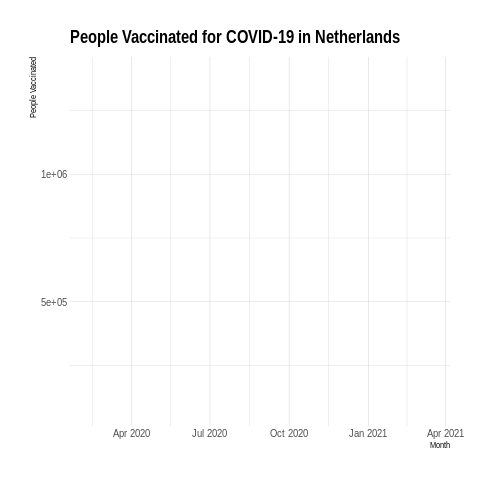 People Vaccinated for COVID-19 in Netherlands
People Vaccinated
1e+06
5e+05
Apr 2020 Jul 2020 Oct 2020 Jan 2021 Apr 2021
Month